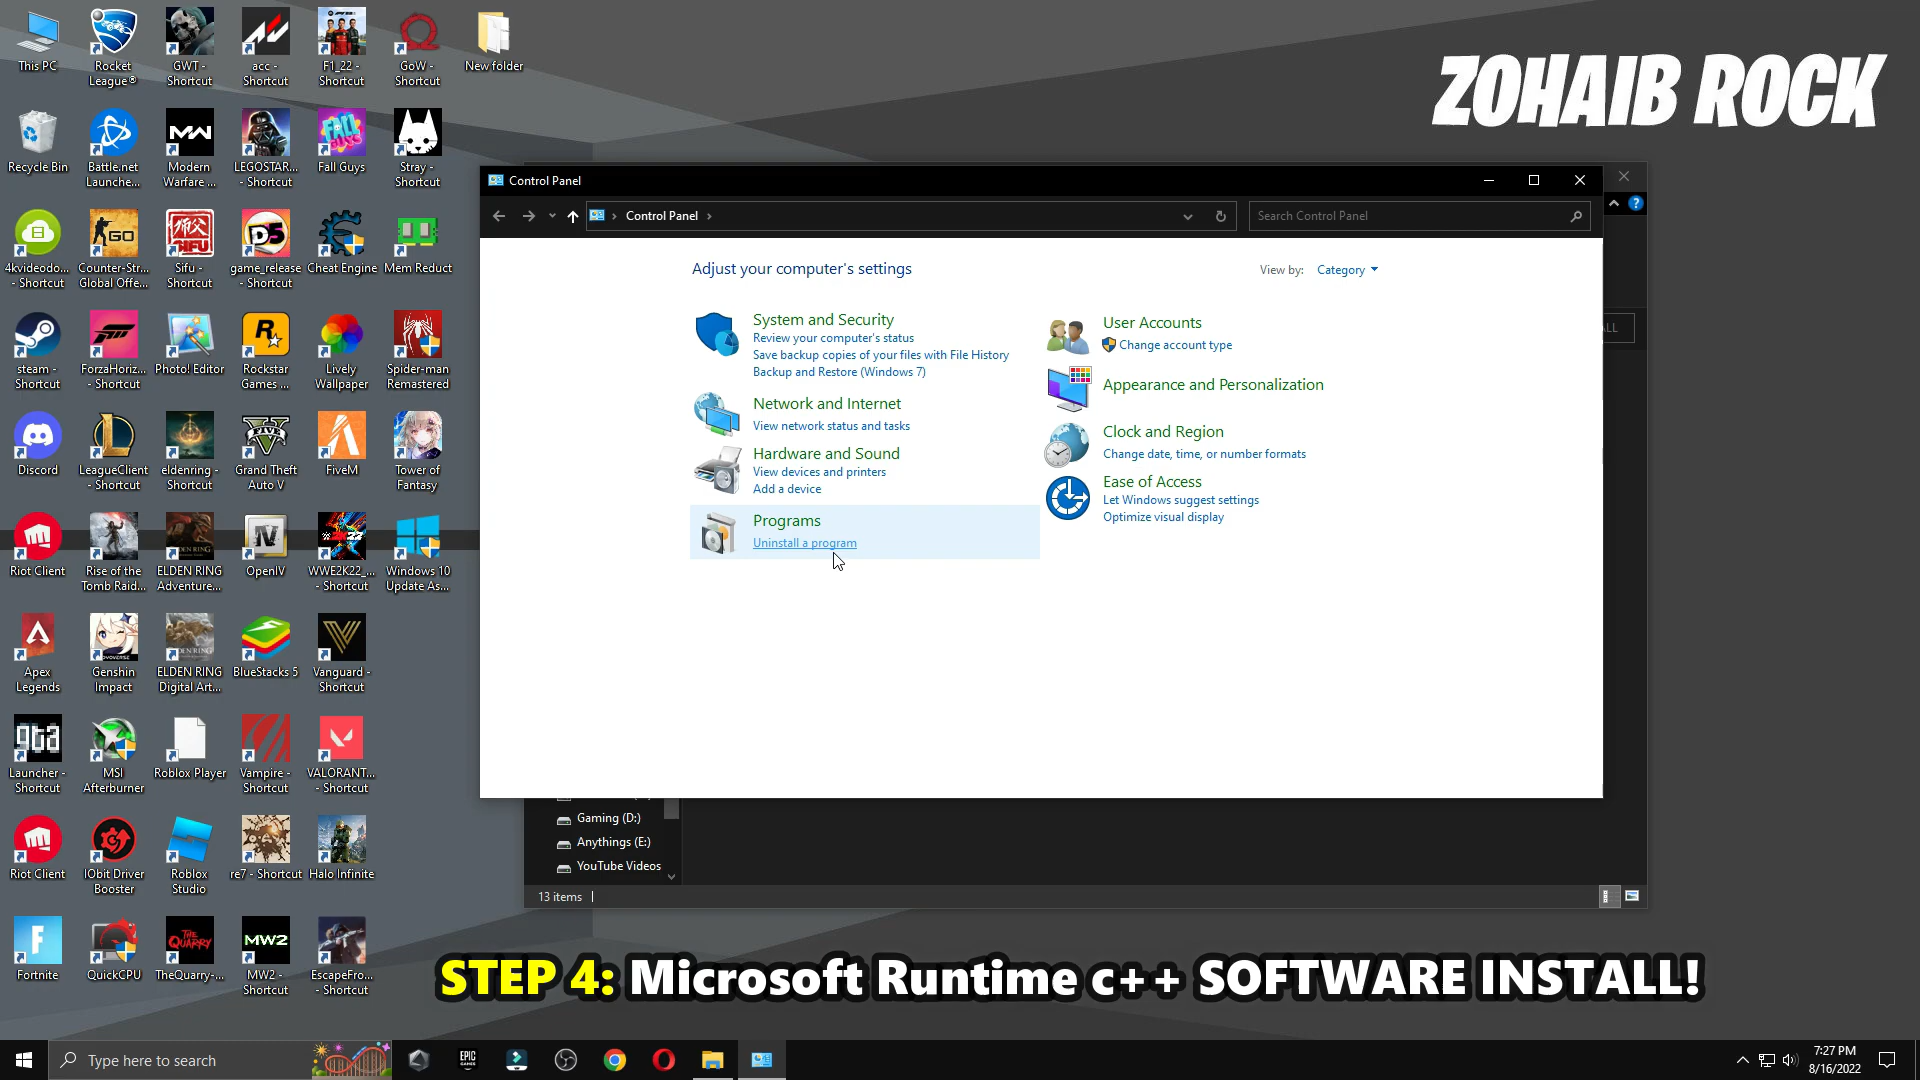 This PC
Rocket
League®
GWT -
Shortcut
acc -
Shortcut
F1_22 -
Shortcut
GoW -
Shortcut
New folder
ZOHAIB ROCK
Recycle Bin
Battle.net
Launche...
Modern
Warfare ...
LEGOSTAR...
- Shortcut
Fall Guys
Stray -
Shortcut
4kvideodo...
- Shortcut
Counter-Str...
Global Offe...
Sifu -
Shortcut
game_release
- Shortcut
Cheat Engine
Mem Reduct
steam -
Shortcut
ForzaHoriz...
- Shortcut
Photo! Editor
Rockstar
Games ...
Lively
Wallpaper
Spider-man
Remastered
Discord
LeagueClient
- Shortcut
eldenring -
Shortcut
Grand Theft
Auto V
FiveM
Tower of
Fantasy
Riot Client
Rise of the
Tomb Raid...
ELDEN RING
Adventure...
OpenIV
WWE2K22_...
- Shortcut
Windows 10
Update As...
Apex
Legends
Genshin
Impact
ELDEN RING
Digital Art...
BlueStacks 5
Vanguard -
Shortcut
Launcher -
Shortcut
MSI
Afterburner
Roblox Player
Vampire -
Shortcut
VALORANT...
- Shortcut
Riot Client
IObit Driver
Booster
Roblox
Studio
re7 - Shortcut
Halo Infinite
Fortnite
QuickCPU
TheQuarry-...
MW2 -
Shortcut
EscapeFro...
- Shortcut
Control Panel
Control Panel
Search Control Panel
Adjust your computer's settings
View by: Category
System and Security
Review your computer's status
Save backup copies of your files with File History
Backup and Restore (Windows 7)
Network and Internet
View network status and tasks
Hardware and Sound
View devices and printers
Add a device
Programs
Uninstall a program
User Accounts
Change account type
Appearance and Personalization
Clock and Region
Change date, time, or number formats
Ease of Access
Let Windows suggest settings
Optimize visual display
Gaming (D:)
Anythings (E:)
YouTube Videos
13 items
STEP 4: Microsoft Runtime c++ SOFTWARE INSTALL!
Type here to search
7:27 PM
8/16/2022